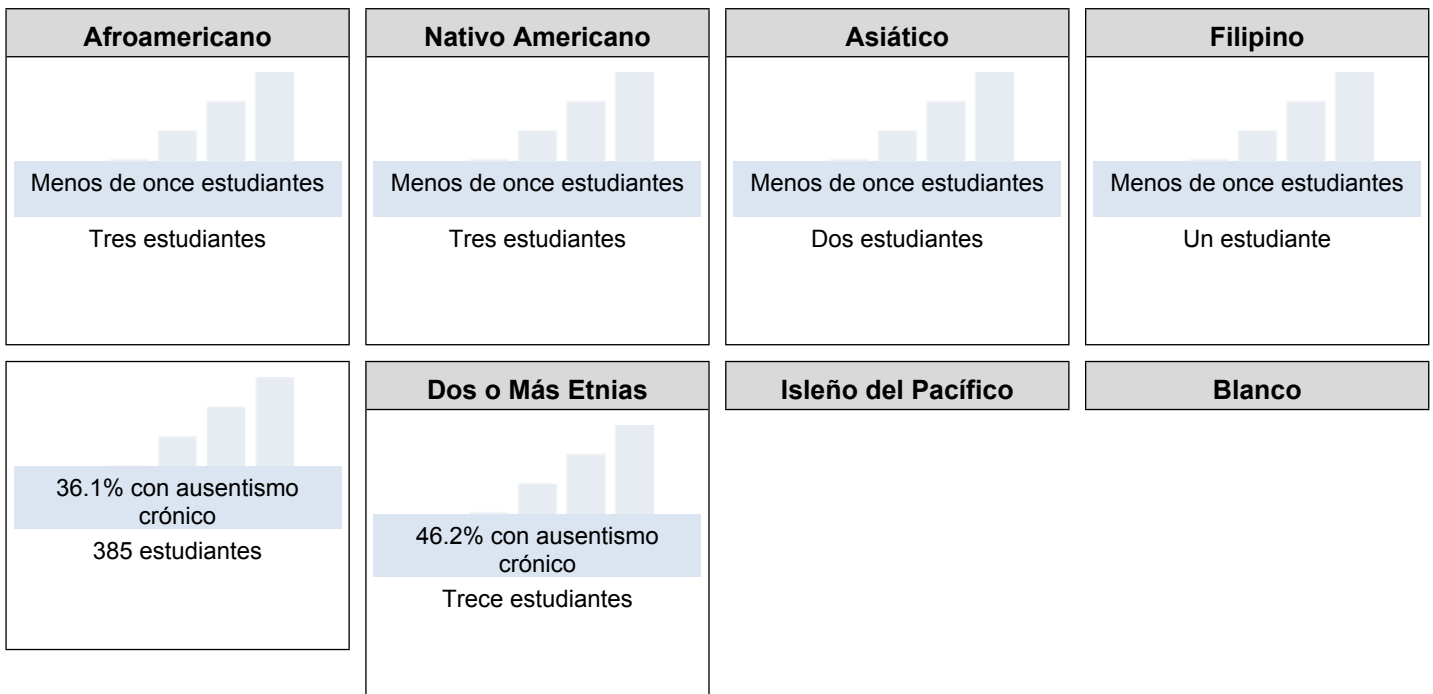 Afroamericano
Menos de once estudiantes
Tres estudiantes
Nativo Americano
Menos de once estudiantes
Tres estudiantes
Asiático
Menos de once estudiantes
Dos estudiantes
Filipino
Menos de once estudiantes
Un estudiante
36.1% con ausentismo
crónico
385 estudiantes
Dos o Más Etnias
46.2% con ausentismo
crónico
Trece estudiantes
Isleño del Pacífico
Blanco